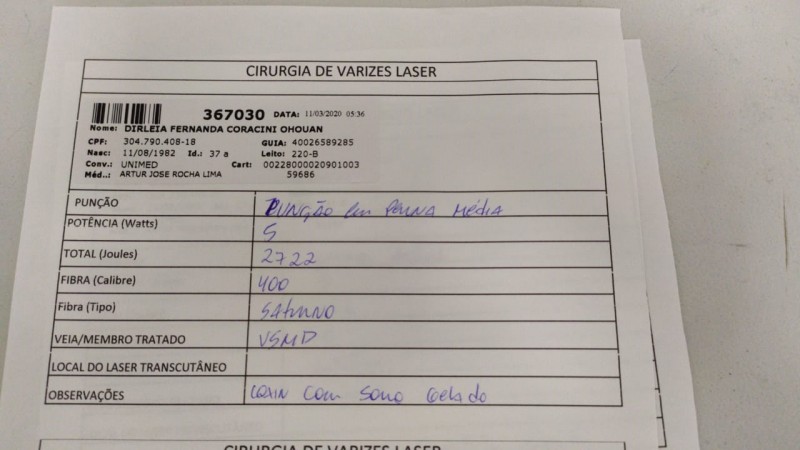 CIRURGIA DE VARIZES LASER
367030 DATA: 11/03/2020 05:36
Nome: DIRLEIA FERNANDA CORACINI OHOUAN
CPF: 304.790.408-18 GUIA: 40026589285
Nasc: 11/08/1982 Id.: 37 a Leito: 220-B
Conv.: UNIMED Cart: 00228000020901003
Méd..: ARTUR JOSE ROCHA LIMA 59686
PUNÇÃO Punção em perna média
POTÊNCIA (Watts) 5
TOTAL (Joules) 2722
FIBRA (Calibre) 400
Fibra (Tipo) Saturno
VEIA/MEMBRO TRATADO VSMD
LOCAL DO LASER TRANSCUTÂNEO
OBSERVAÇÕES com soro gelado
CIRURGIA DE VARIZES LASER